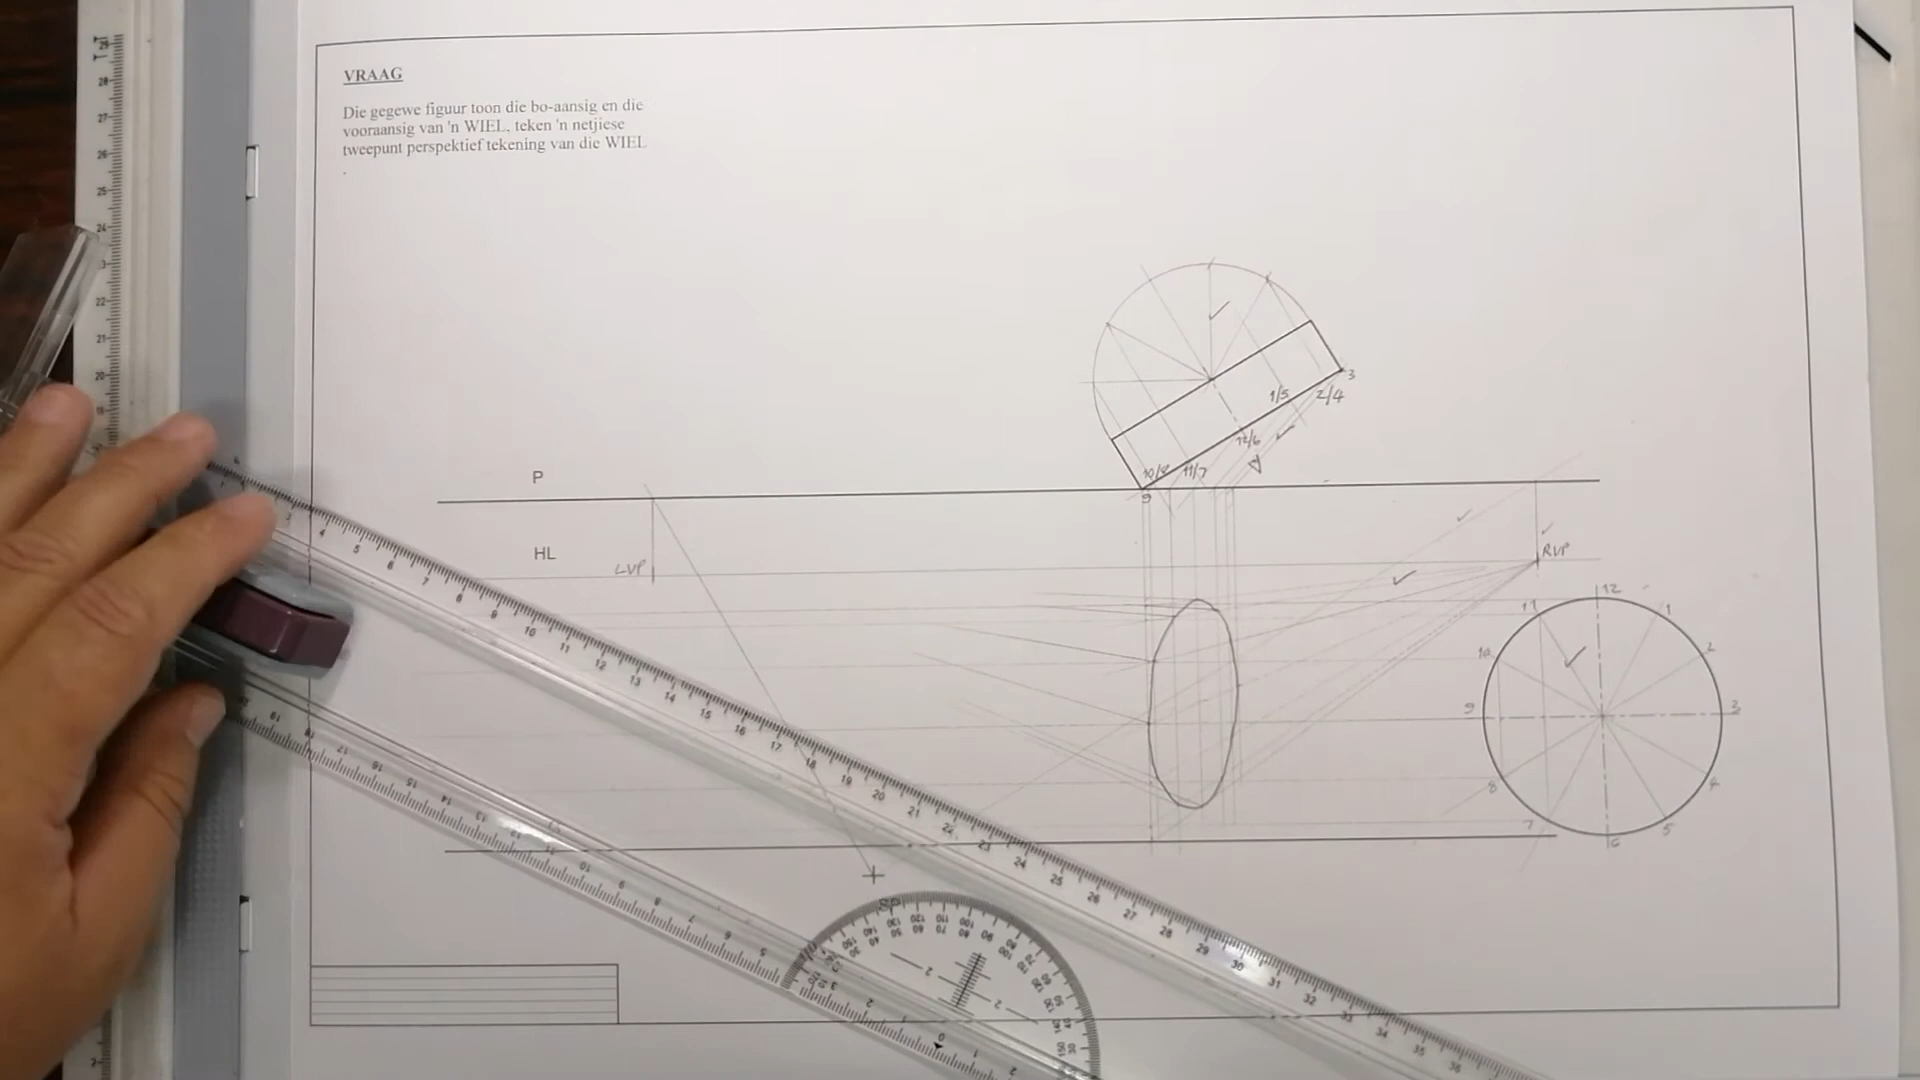 VRAAG
Die gegewe figuur toon die bo-aansig en die
vooraansig van 'n WIEL, teken 'n netjiese
tweepunt perspektief tekening van die WIEL
.
3
1/5 2/4
12/6
10/8 11/7
9
P
HL
LVP
RVP
12
11 1
10 2
9 3
8 4
7 5
6
SP